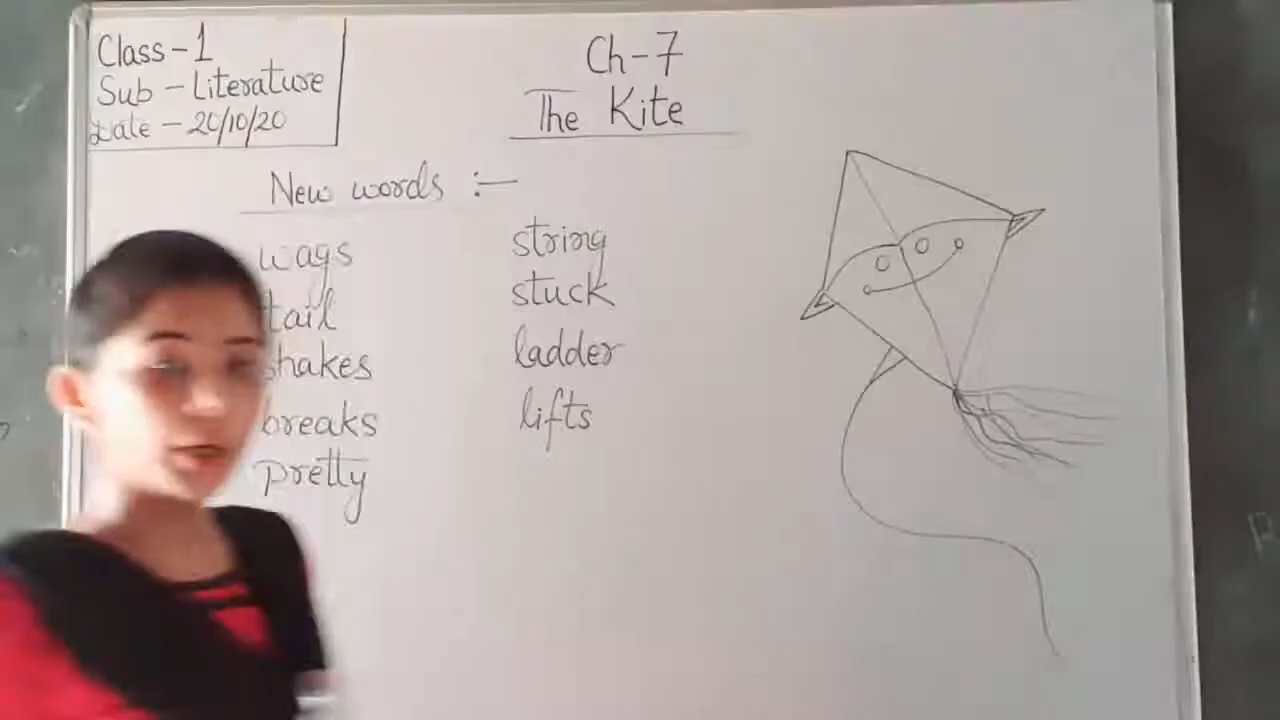 Class-1
Sub - Literature
Date - 20/10/20
Ch-7
The Kite
New words :-
wags
tail
shakes
breaks
pretty
string
stuck
ladder
lifts